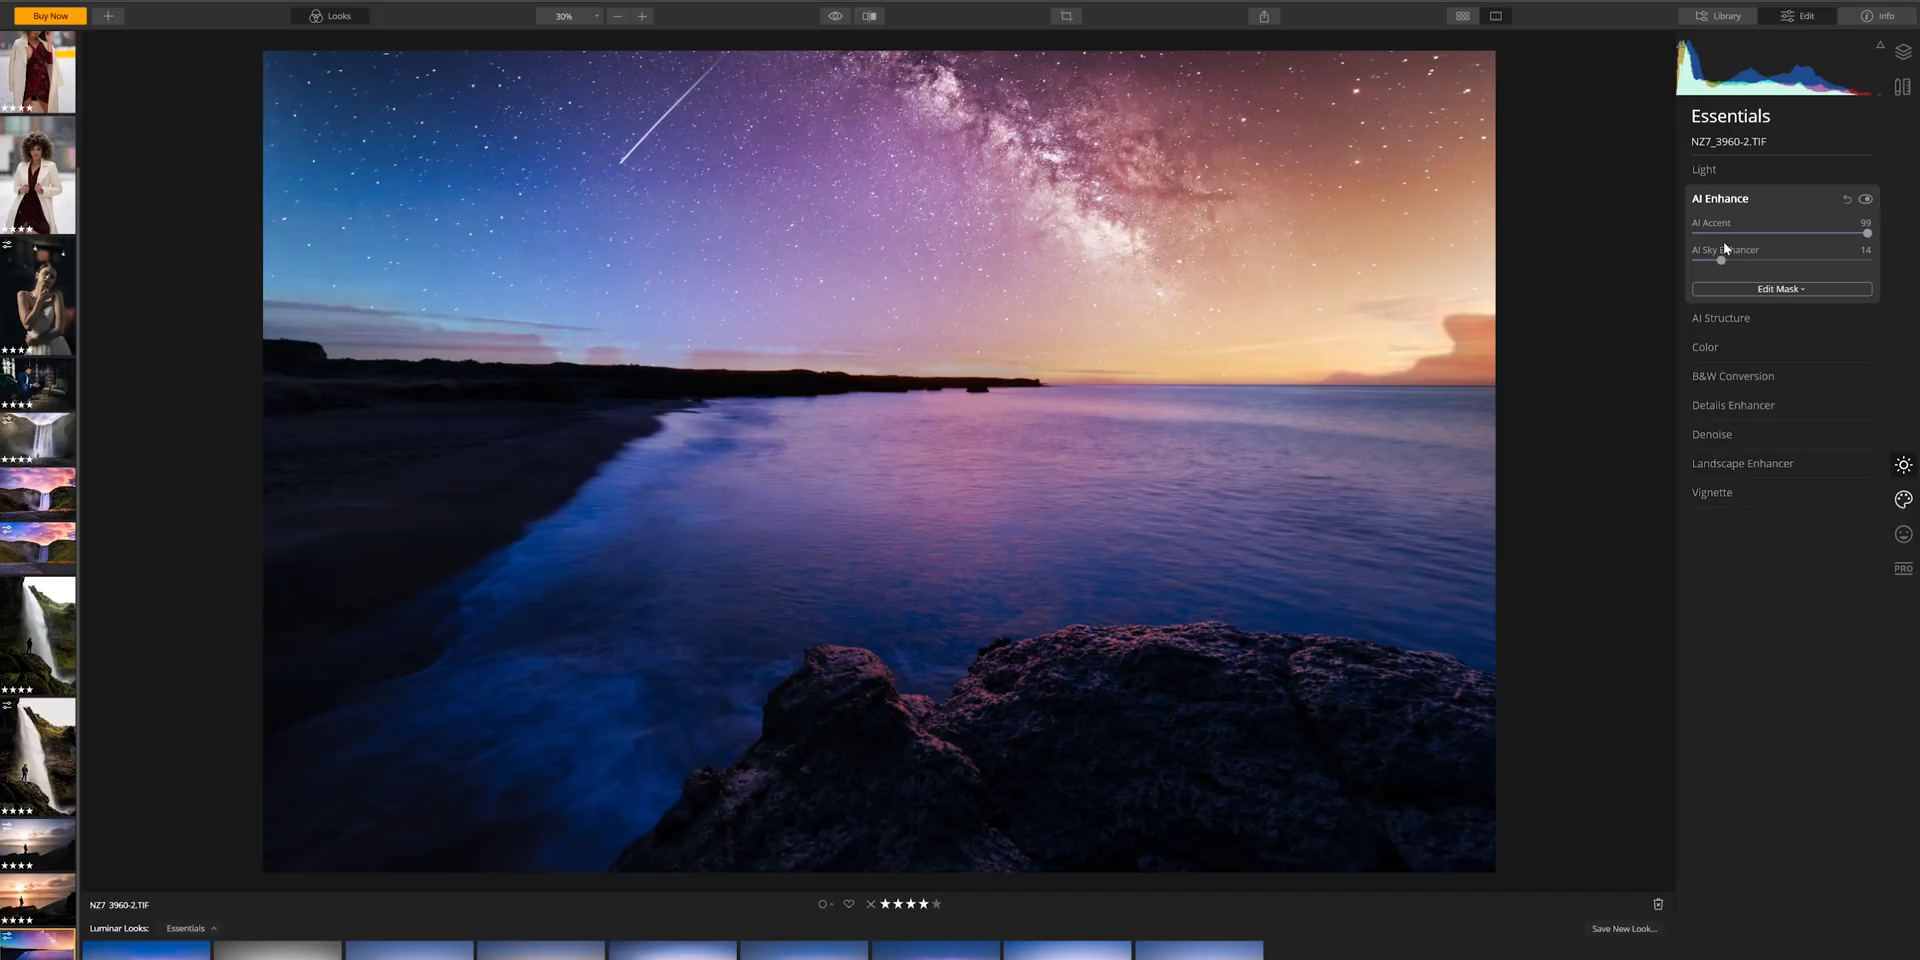 Buy Now
Looks
30%
Library
Edit
Info
Essentials
NZ7_3960-2.TIF
Light
AI Enhance
AI Accent 99
AI Sky Enhancer 14
Edit Mask
AI Structure
Color
B&W Conversion
Details Enhancer
Denoise
Landscape Enhancer
Vignette
PRO
NZ7_3960-2.TIF
Luminar Looks: Essentials
Save New Look...